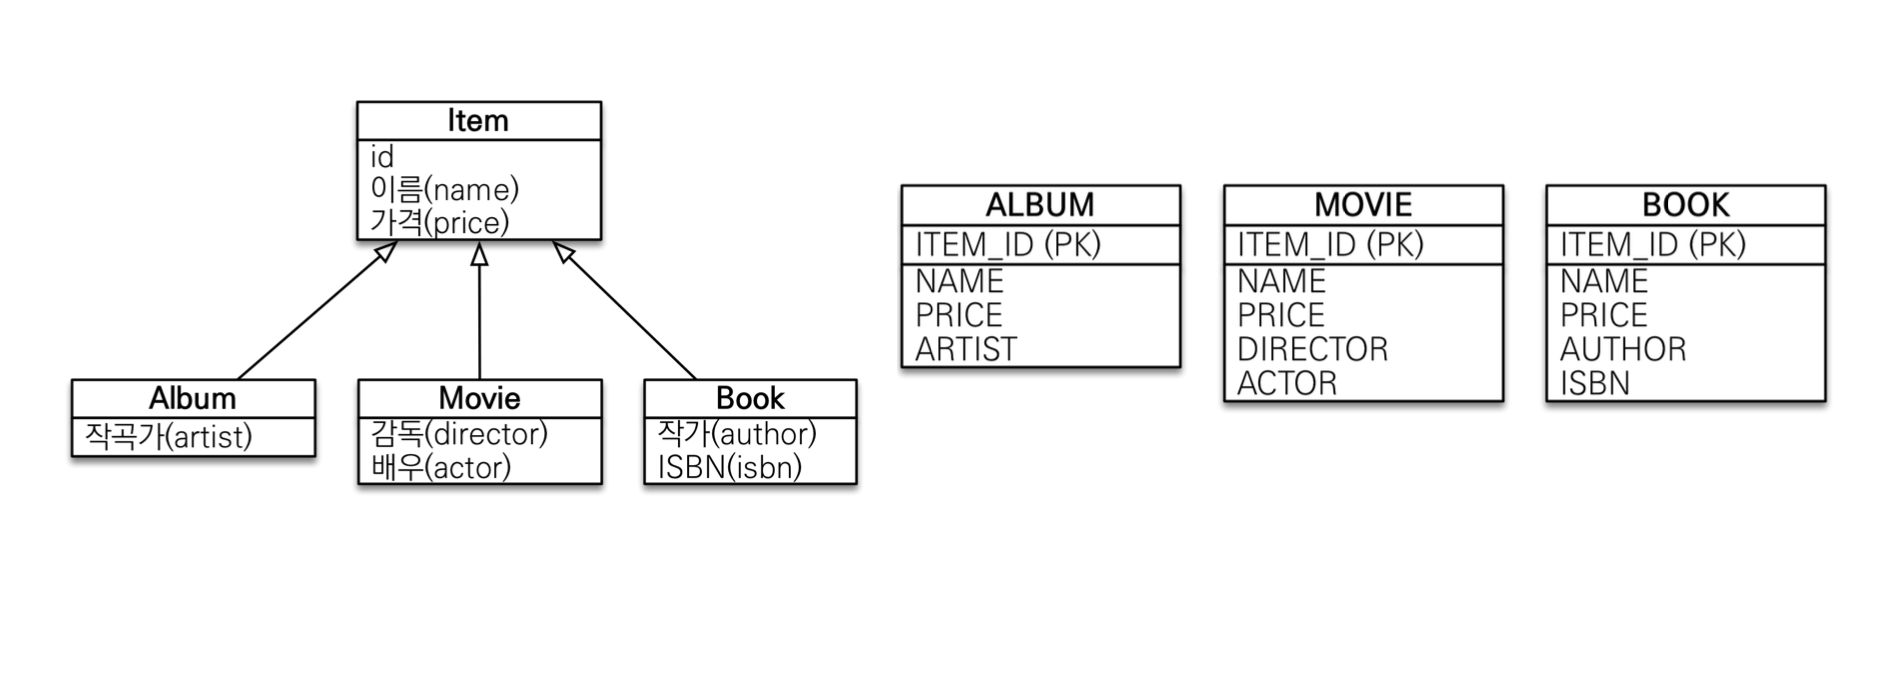 Item
id
이름(name)
가격(price)
Album
작곡가(artist)
Movie
감독(director)
배우(actor)
Book
작가(author)
ISBN(isbn)
ALBUM
ITEM_ID (PK)
NAME
PRICE
ARTIST
MOVIE
ITEM_ID (PK)
NAME
PRICE
DIRECTOR
ACTOR
BOOK
ITEM_ID (PK)
NAME
PRICE
AUTHOR
ISBN